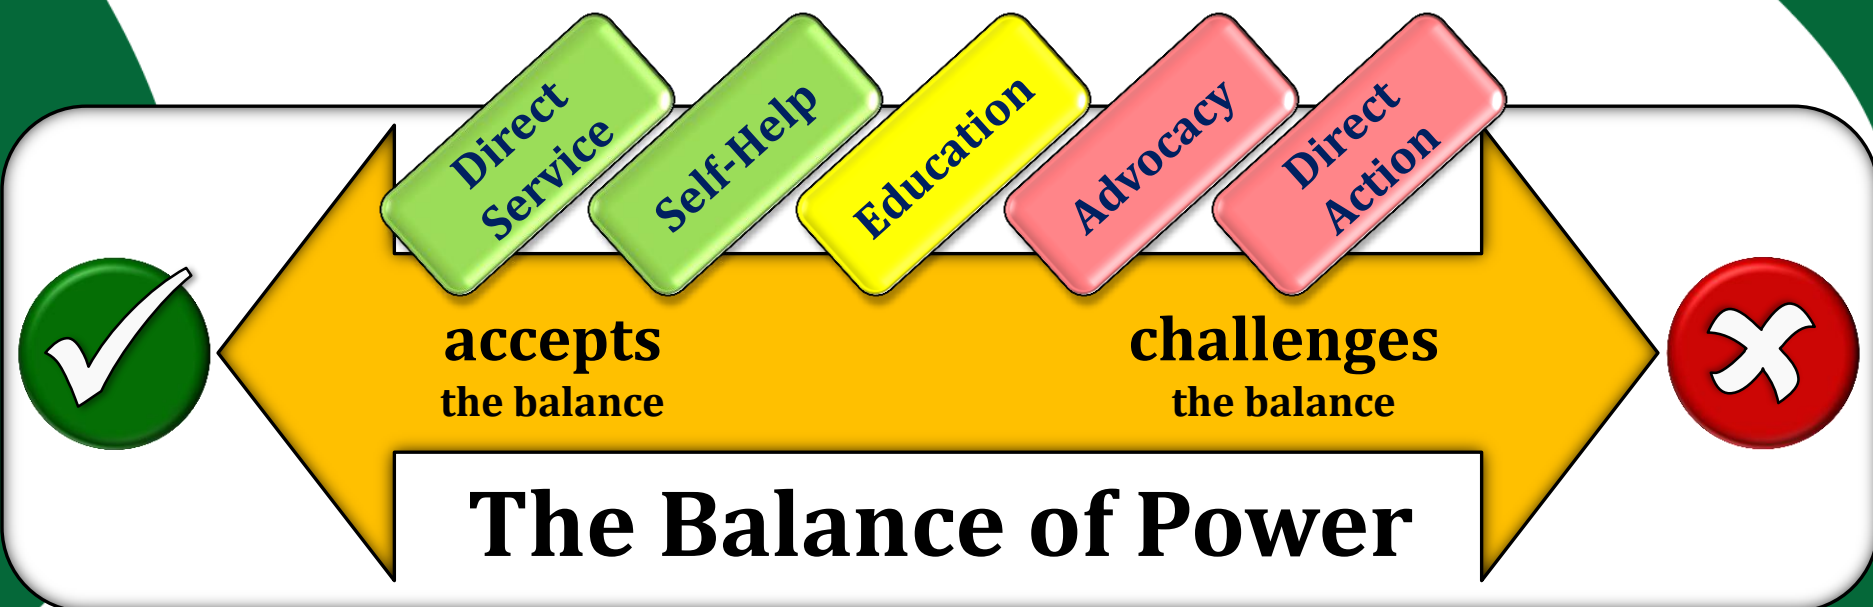 Direct
Service
Self-Help
Education
Advocacy
Direct
Action
accepts
the balance
challenges
the balance
The Balance of Power